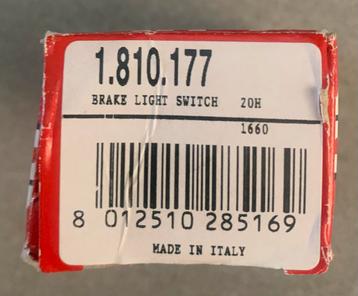 1.810.177
BRAKE LIGHT SWITCH 20H
1660
8 012510 285169
MADE IN ITALY